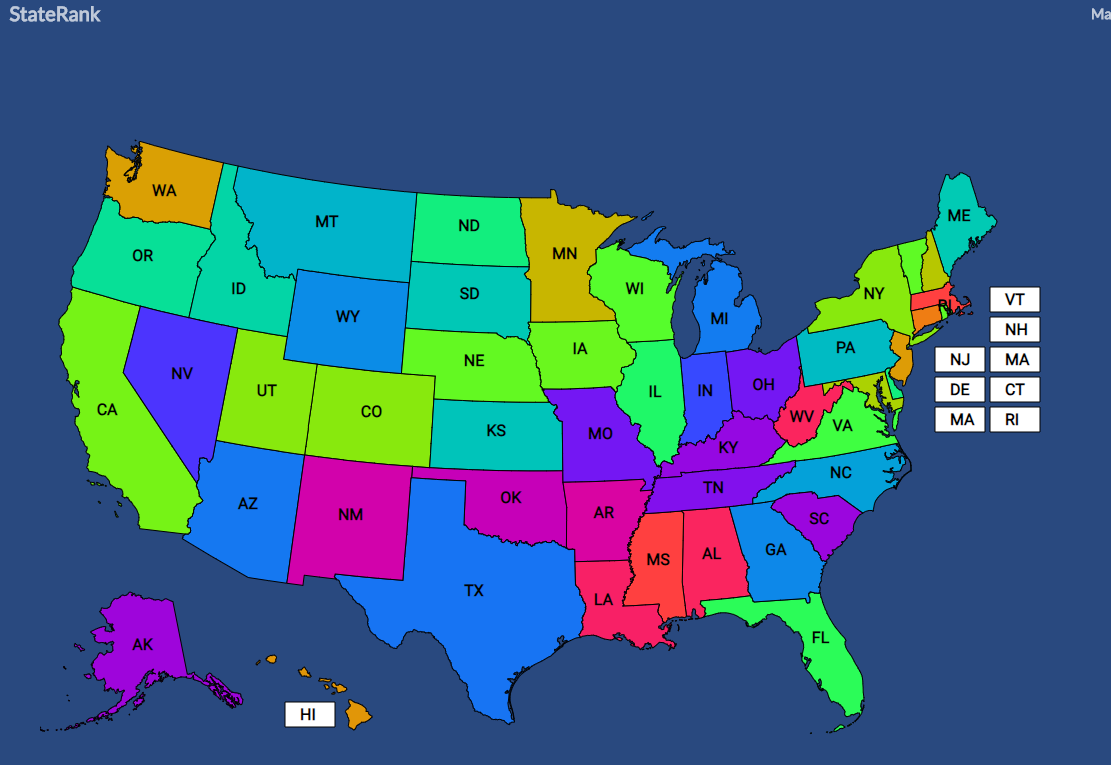 StateRank
Ma
WA
MT
ND
ME
OR
ID
MN
SD
WI
NY
RI
VT
WY
MI
NH
PA
NE
IA
NJ
MA
NV
UT
CO
IL
IN
OH
DE
CT
CA
KS
MO
WV
VA
MA
RI
KY
NC
TN
AZ
NM
OK
AR
SC
MS
AL
GA
TX
LA
AK
FL
HI